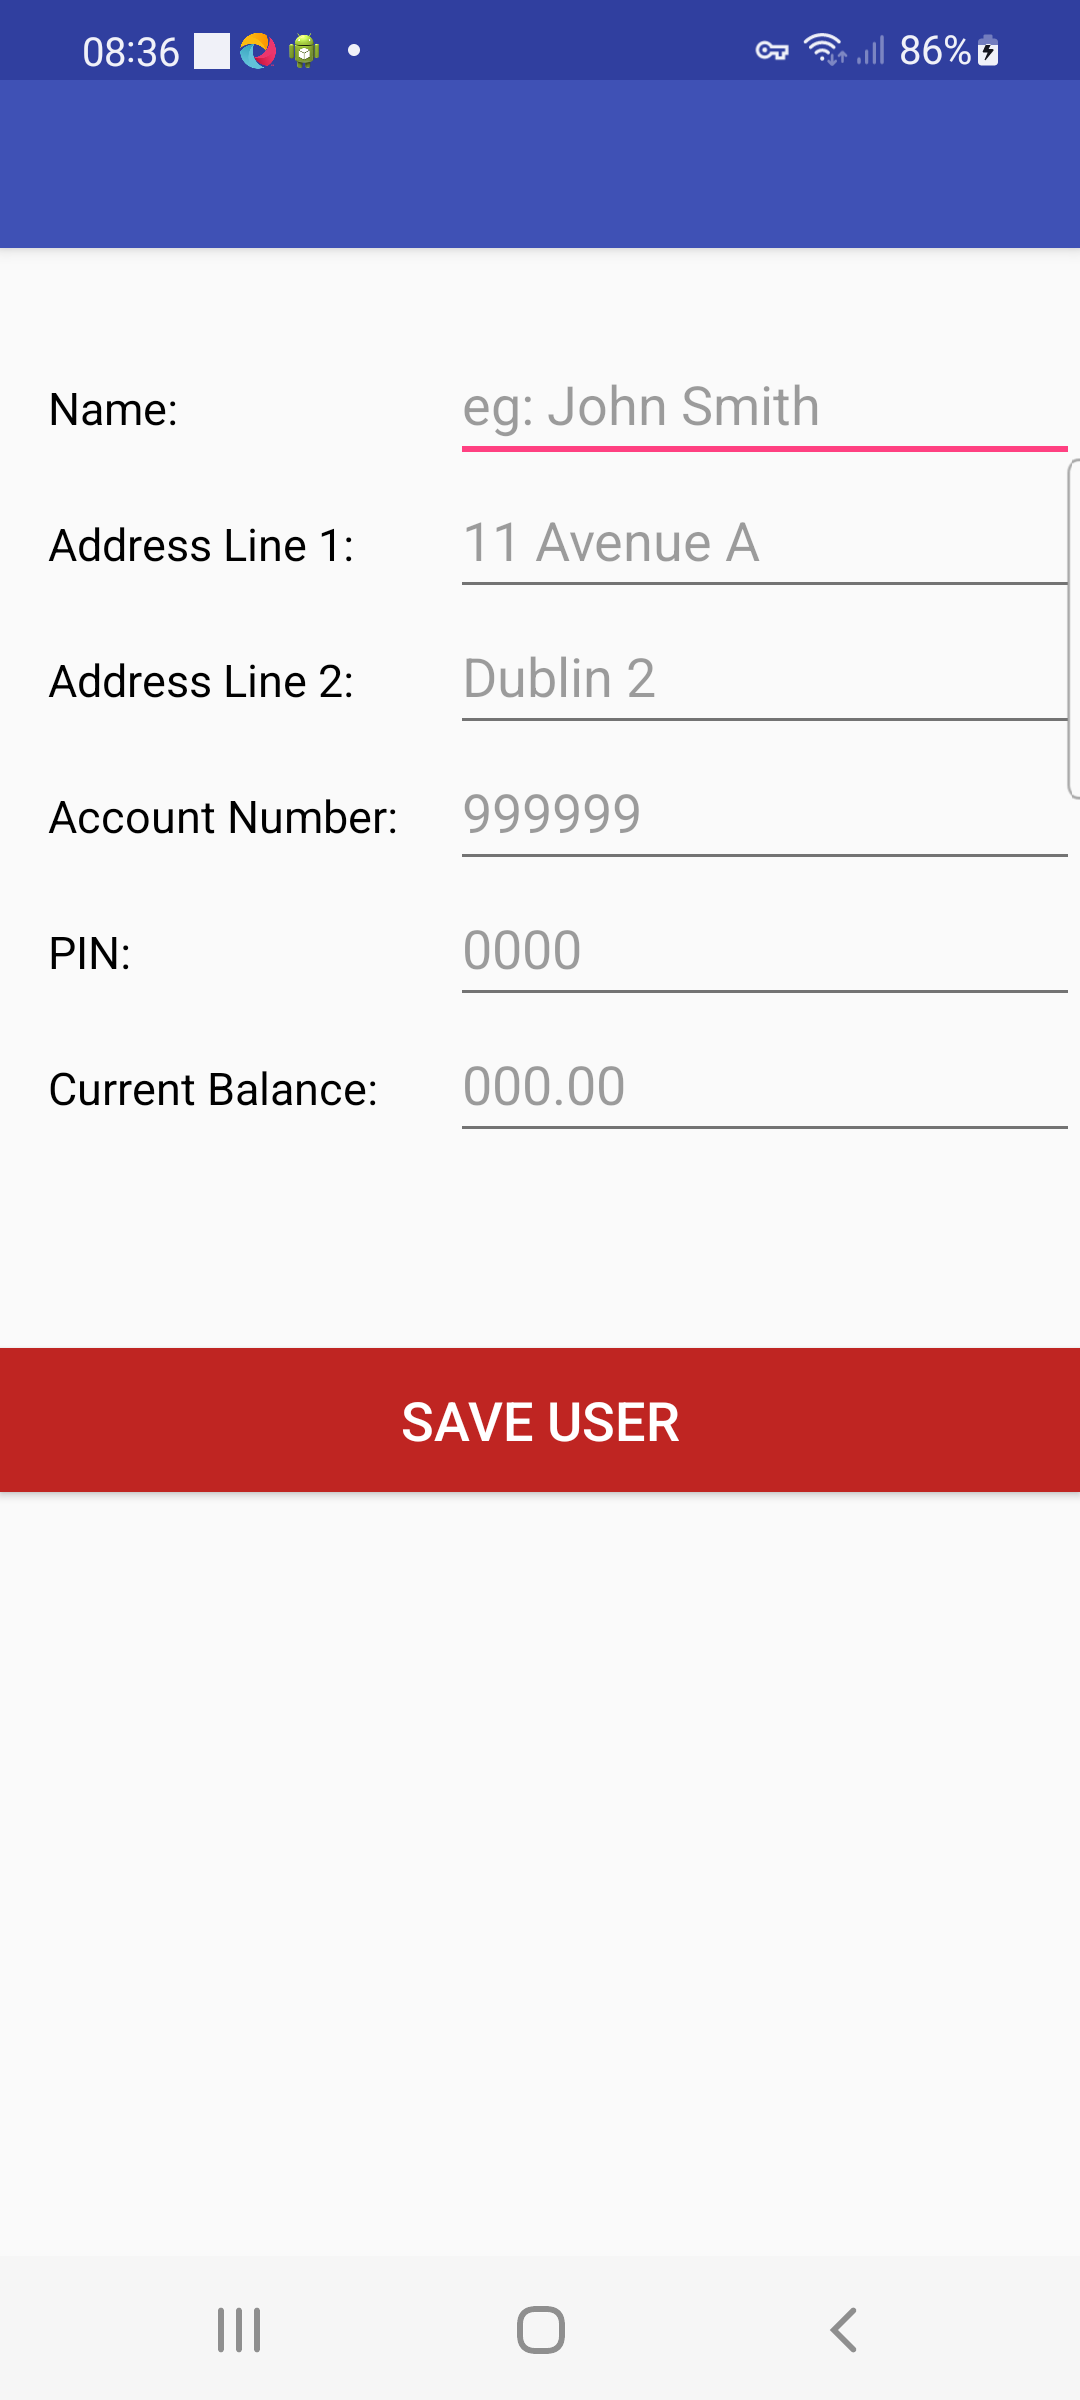 08:36 86%
Name: eg: John Smith
Address Line 1: 11 Avenue A
Address Line 2: Dublin 2
Account Number: 999999
PIN: 0000
Current Balance: 000.00
SAVE USER